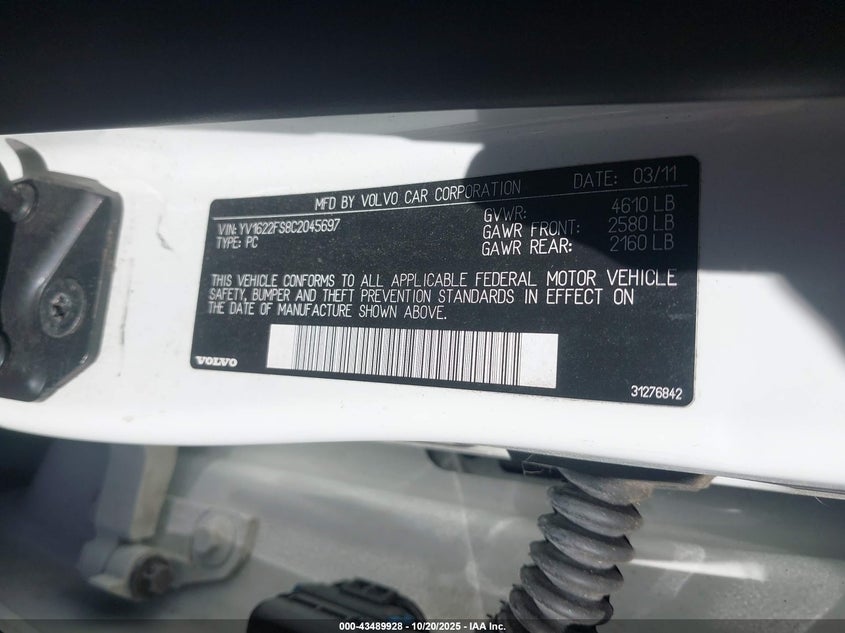 MFD BY VOLVO CAR CORPORATION DATE: 03/11
VIN: YV1622FS8C2045697 GVWR: 4610 LB
TYPE: PC GAWR FRONT: 2580 LB
GAWR REAR: 2160 LB
THIS VEHICLE CONFORMS TO ALL APPLICABLE FEDERAL MOTOR VEHICLE
SAFETY, BUMPER AND THEFT PREVENTION STANDARDS IN EFFECT ON
THE DATE OF MANUFACTURE SHOWN ABOVE.
VOLVO
31276842
000-43489928 - 10/20/2025 - IAA Inc.